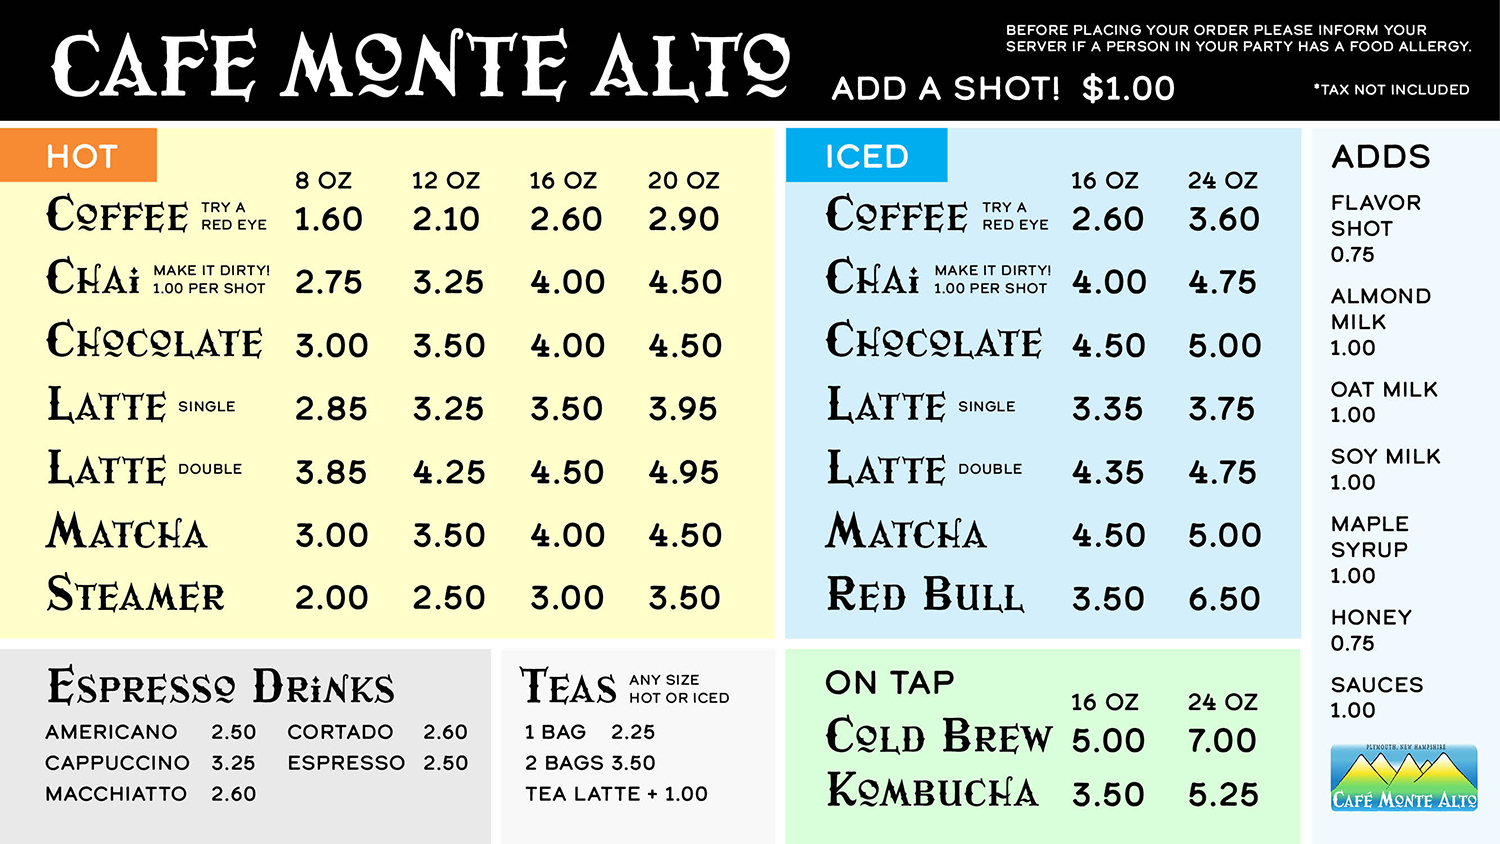 CAFE MONTE ALTO
BEFORE PLACING YOUR ORDER PLEASE INFORM YOUR
SERVER IF A PERSON IN YOUR PARTY HAS A FOOD ALLERGY.
ADD A SHOT! $1.00
*TAX NOT INCLUDED
HOT
8 OZ 12 OZ 16 OZ 20 OZ
COFFEE TRY A RED EYE 1.60 2.10 2.60 2.90
CHAI MAKE IT DIRTY! 1.00 PER SHOT 2.75 3.25 4.00 4.50
CHOCOLATE 3.00 3.50 4.00 4.50
LATTE SINGLE 2.85 3.25 3.50 3.95
LATTE DOUBLE 3.85 4.25 4.50 4.95
MATCHA 3.00 3.50 4.00 4.50
STEAMER 2.00 2.50 3.00 3.50
ICED
16 OZ 24 OZ
COFFEE TRY A RED EYE 2.60 3.60
CHAI MAKE IT DIRTY! 1.00 PER SHOT 4.00 4.75
CHOCOLATE 4.50 5.00
LATTE SINGLE 3.35 3.75
LATTE DOUBLE 4.35 4.75
MATCHA 4.50 5.00
RED BULL 3.50 6.50
ADDS
FLAVOR
SHOT
0.75
ALMOND
MILK
1.00
OAT MILK
1.00
SOY MILK
1.00
MAPLE
SYRUP
1.00
HONEY
0.75
SAUCES
1.00
ESPRESSO DRINKS
AMERICANO 2.50 CORTADO 2.60
CAPPUCCINO 3.25 ESPRESSO 2.50
MACCHIATTO 2.60
TEAS ANY SIZE
HOT OR ICED
1 BAG 2.25
2 BAGS 3.50
TEA LATTE + 1.00
ON TAP
16 OZ 24 OZ
COLD BREW 5.00 7.00
KOMBUCHA 3.50 5.25
PLYMOUTH, NEW HAMPSHIRE
CAFÉ MONTE ALTO